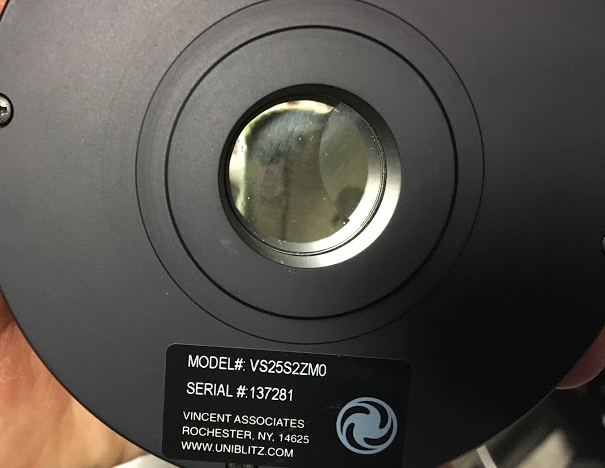 MODEL#: VS25S2ZM0
SERIAL #:137281
VINCENT ASSOCIATES
ROCHESTER, NY. 14625
WWW.UNIBLITZ.COM